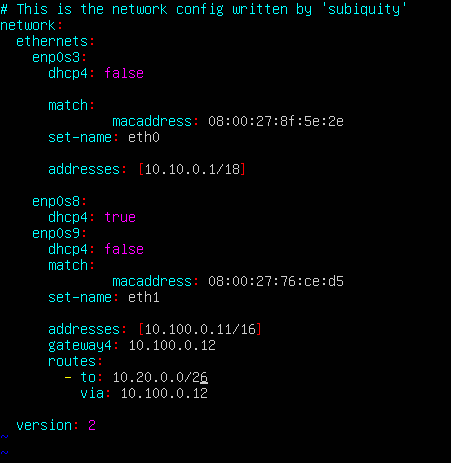 # This is the network config written by 'subiquity'
network:
  ethernets:
    enp0s3:
      dhcp4: false

      match:
              macaddress: 08:00:27:8f:5e:2e
      set-name: eth0

      addresses: [10.10.0.1/18]

    enp0s8:
      dhcp4: true
    enp0s9:
      dhcp4: false
      match:
              macaddress: 08:00:27:76:ce:d5
      set-name: eth1

      addresses: [10.100.0.11/16]
      gateway4: 10.100.0.12
      routes:
        - to: 10.20.0.0/26
          via: 10.100.0.12

  version: 2
~
~